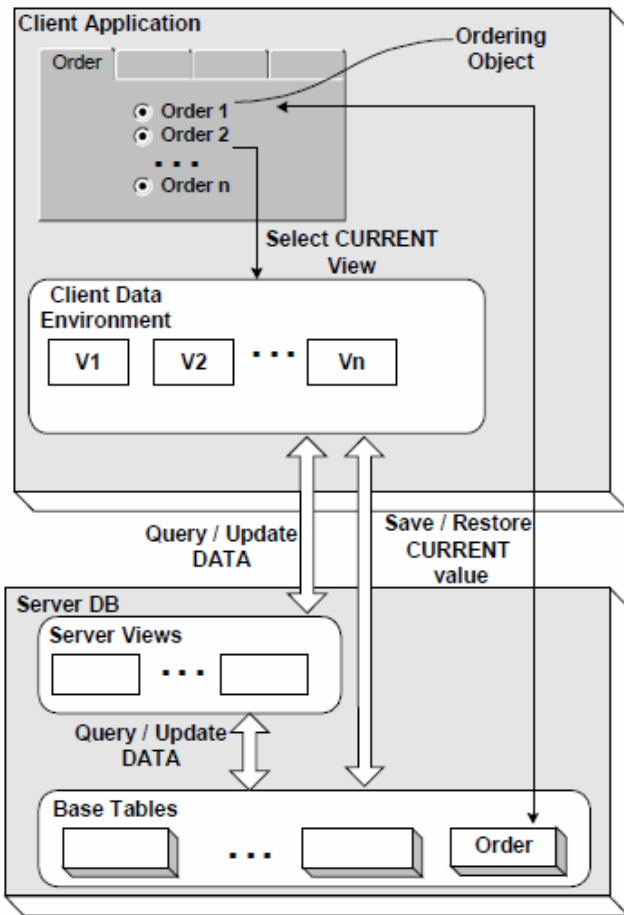 Client Application
Ordering
Object
Order
Order 1
Order 2
...
Order n
Select CURRENT
View
Client Data
Environment
V1 V2 ... Vn
Query / Update
DATA
Save / Restore
CURRENT
value
Server DB
Server Views
...
Query / Update
DATA
Base Tables
...
Order